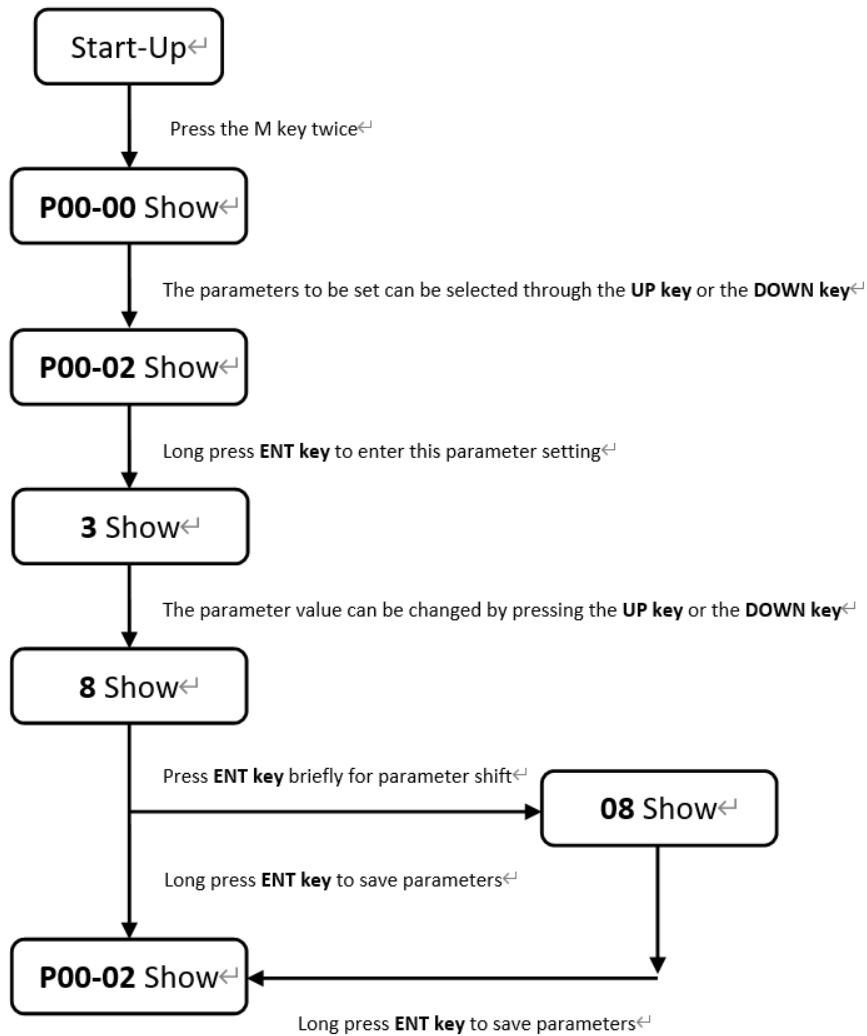 Start-Up↵
Press the M key twice↵
P00-00 Show↵
The parameters to be set can be selected through the UP key or the DOWN key↵
P00-02 Show↵
Long press ENT key to enter this parameter setting↵
3 Show↵
The parameter value can be changed by pressing the UP key or the DOWN key↵
8 Show↵
Press ENT key briefly for parameter shift↵
08 Show↵
Long press ENT key to save parameters↵
P00-02 Show↵
Long press ENT key to save parameters↵